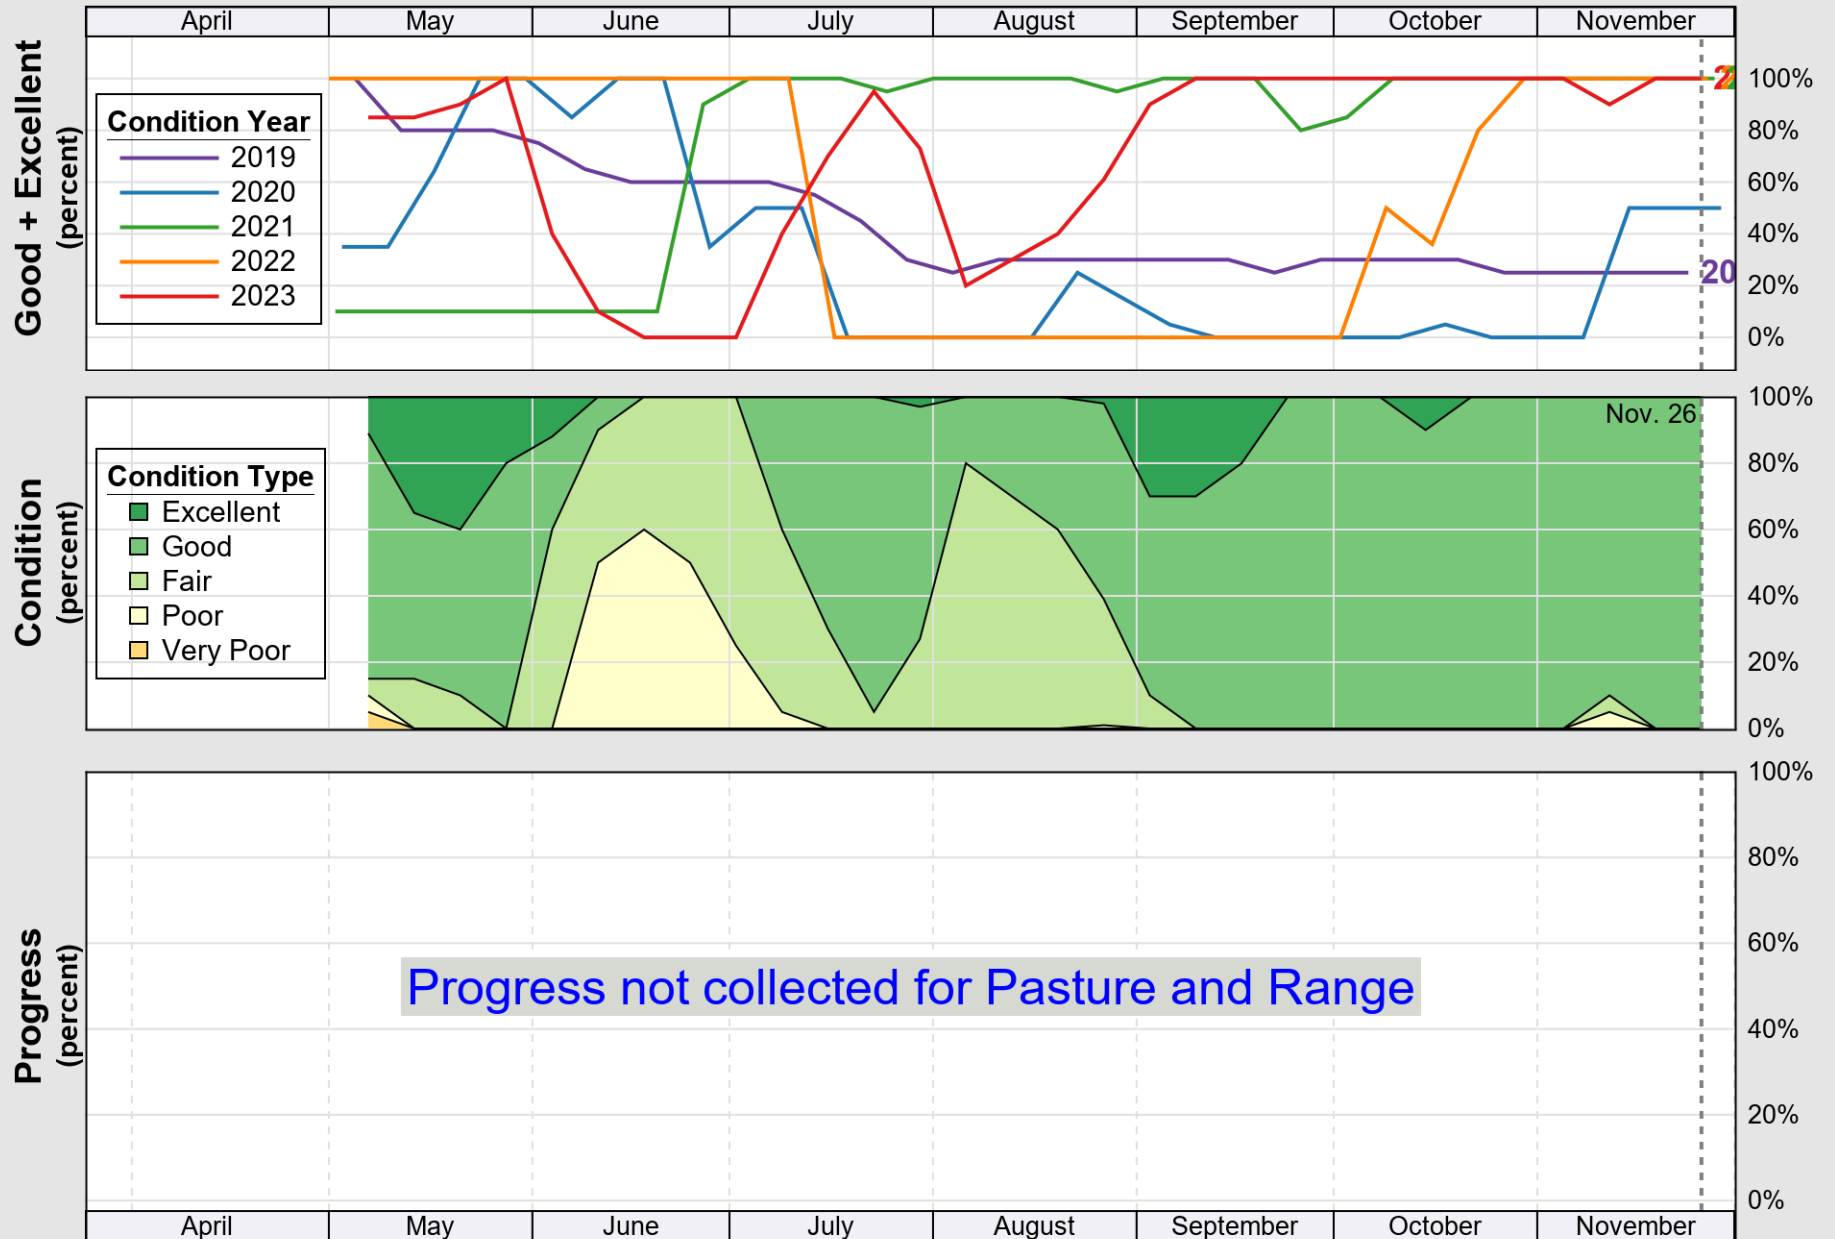 April May June July August September October November
Good + Excellent
(percent)
100%
80%
60%
40%
20%
0%
Condition Year
2019
2020
2021
2022
2023
20
Condition
(percent)
100%
80%
60%
40%
20%
0%
Nov. 26
Condition Type
Excellent
Good
Fair
Poor
Very Poor
Progress
(percent)
100%
80%
60%
40%
20%
0%
Progress not collected for Pasture and Range
April May June July August September October November